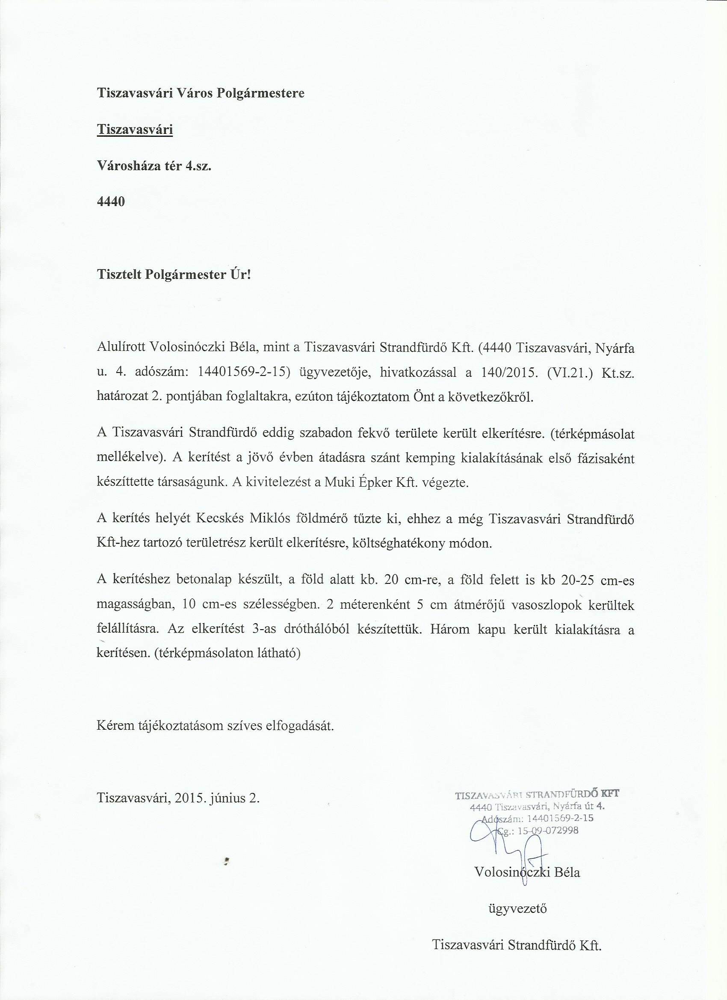 Tiszavasvári Város Polgármestere
Tiszavasvári
Városháza tér 4.sz.
4440
Tisztelt Polgármester Úr!
Alulírott Volosinóczki Béla, mint a Tiszavasvári Strandfürdő Kft. (4440 Tiszavasvári, Nyárfa
u. 4. adószám: 14401569-2-15) ügyvezetője, hivatkozással a 140/2015. (VI.21.) Kt.sz.
határozat 2. pontjában foglaltakra, ezúton tájékoztatom Önt a következőkről.
A Tiszavasvári Strandfürdő eddig szabadon fekvő területe került elkerítésre. (térképmásolat
mellékelve). A kerítést a jövő évben átadásra szánt kemping kialakításának első fázisaként
készíttette társaságunk. A kivitelezést a Muki Épker Kft. végezte.
A kerítés helyét Kecskés Miklós földmérő tűzte ki, ehhez a még Tiszavasvári Strandfürdő
Kft-hez tartozó területrész került elkerítésre, költséghatékony módon.
A kerítéshez betonalap készült, a föld alatt kb. 20 cm-re, a föld felett is kb 20-25 cm-es
magasságban, 10 cm-es szélességben. 2 méterenként 5 cm átmérőjű vasoszlopok kerültek
felállításra. Az elkerítést 3-as dróthálóból készítettük. Három kapu került kialakításra a
kerítésen. (térképmásolaton látható)
Kérem tájékoztatásom szíves elfogadását.
Tiszavasvári, 2015. június 2.
TISZAVASVÁRI STRANDFÜRDŐ KFT
4440 Tiszavasvári, Nyárfa út 4.
Adószám: 14401569-2-15
Cg.: 15-09-072998
Volosinóczki Béla
ügyvezető
Tiszavasvári Strandfürdő Kft.